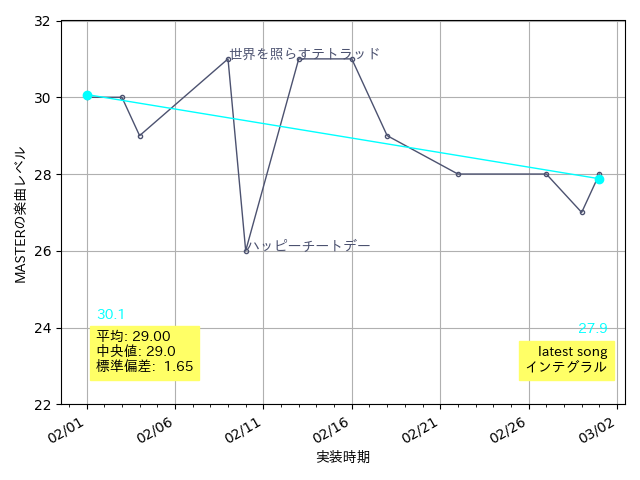 32
30
28
26
24
22
MASTERの楽曲レベル
世界を照らすテトラッド
ハッピーチートデー
30.1
平均: 29.00
中央値: 29.0
標準偏差: 1.65
27.9
latest song
インテグラル
02/01
02/06
02/11
02/16
02/21
02/26
03/02
実装時期